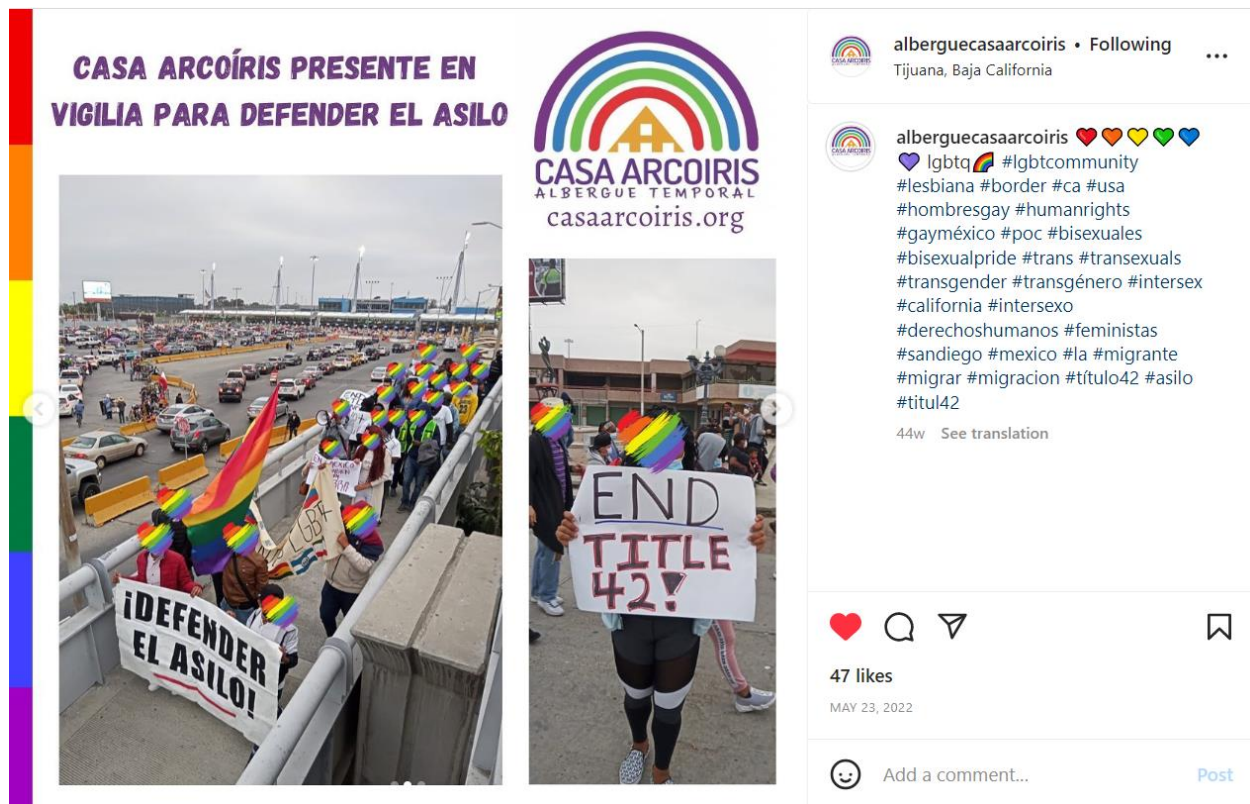 CASA ARCOÍRIS PRESENTE EN
VIGILIA PARA DEFENDER EL ASILO
CASA ARCOIRIS
ALBERGUE TEMPORAL
casaarcoiris.org
¡DEFENDER
EL ASILO!
LGBT
END
TITLE
42!
alberguecasaarcoiris • Following
Tijuana, Baja California
alberguecasaarcoiris ❤️🧡💛💚💙
💜 lgbtq🌈 #lgbtcommunity
#lesbiana #border #ca #usa
#hombresgay #humanrights
#gayméxico #poc #bisexuales
#bisexualpride #trans #transexuals
#transgender #transgénero #intersex
#california #intersexo
#derechoshumanos #feministas
#sandiego #mexico #la #migrante
#migrar #migracion #título42 #asilo
#titul42
44w See translation
47 likes
MAY 23, 2022
Add a comment...
Post